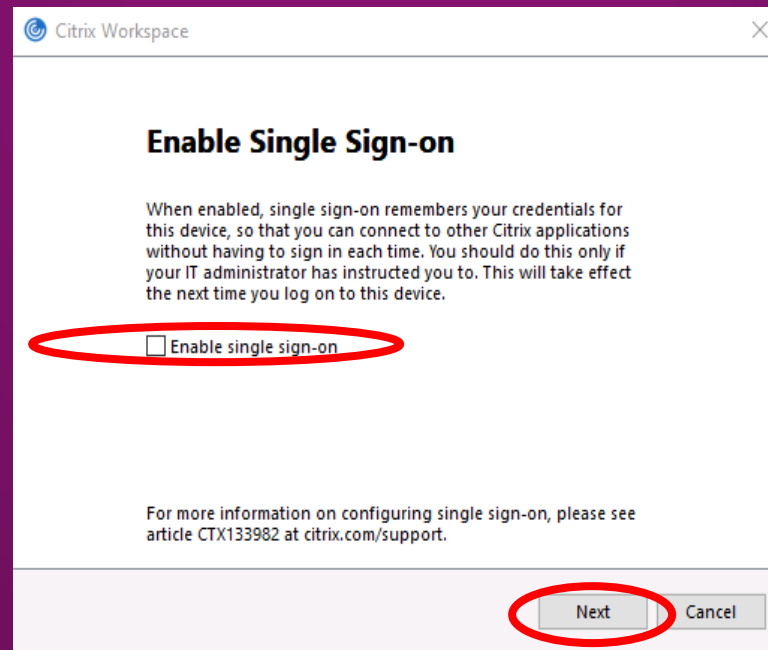 Citrix Workspace
Enable Single Sign-on
When enabled, single sign-on remembers your credentials for
this device, so that you can connect to other Citrix applications
without having to sign in each time. You should do this only if
your IT administrator has instructed you to. This will take effect
the next time you log on to this device.
Enable single sign-on
For more information on configuring single sign-on, please see
article CTX133982 at citrix.com/support.
Next Cancel